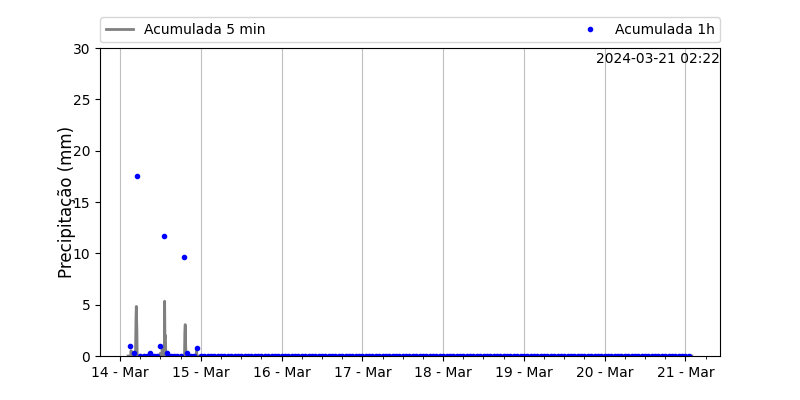 Acumulada 5 min
Acumulada 1h
2024-03-21 02:22
Precipitação (mm)
30
25
20
15
10
5
0
14 - Mar
15 - Mar
16 - Mar
17 - Mar
18 - Mar
19 - Mar
20 - Mar
21 - Mar